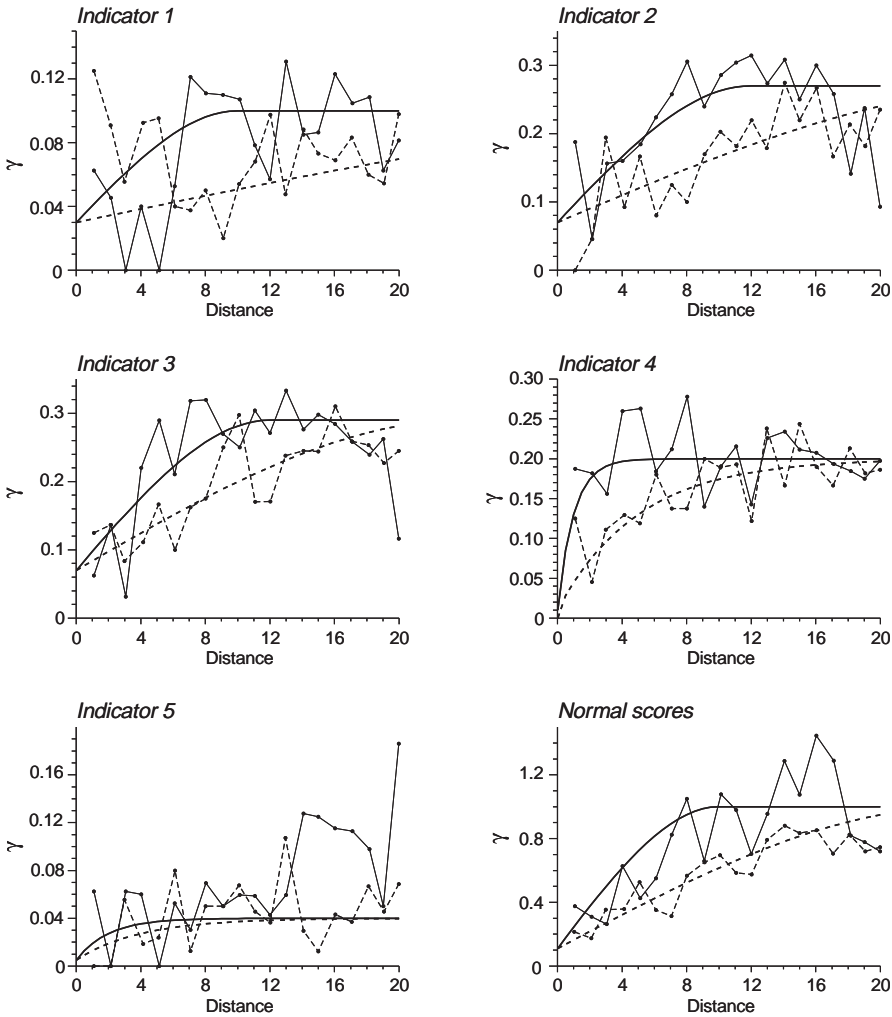 Indicator 1
γ
0.12
0.08
0.04
0
0 4 8 12 16 20
Distance
Indicator 2
γ
0.3
0.2
0.1
0
0 4 8 12 16 20
Distance
Indicator 3
γ
0.3
0.2
0.1
0
0 4 8 12 16 20
Distance
Indicator 4
γ
0.30
0.25
0.20
0.15
0.10
0.05
0
0 4 8 12 16 20
Distance
Indicator 5
γ
0.16
0.12
0.08
0.04
0
0 4 8 12 16 20
Distance
Normal scores
γ
1.2
0.8
0.4
0
0 4 8 12 16 20
Distance